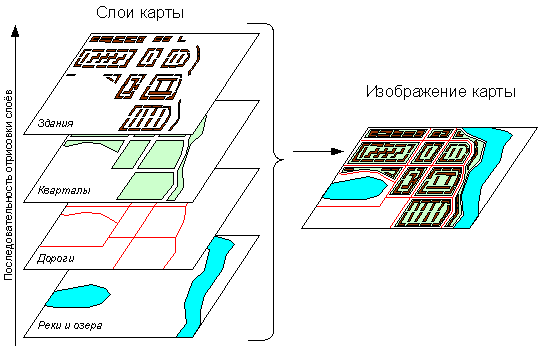 Слои карты
Последовательность отрисовки слоёв
Здания
Кварталы
Дороги
Реки и озера
Изображение карты